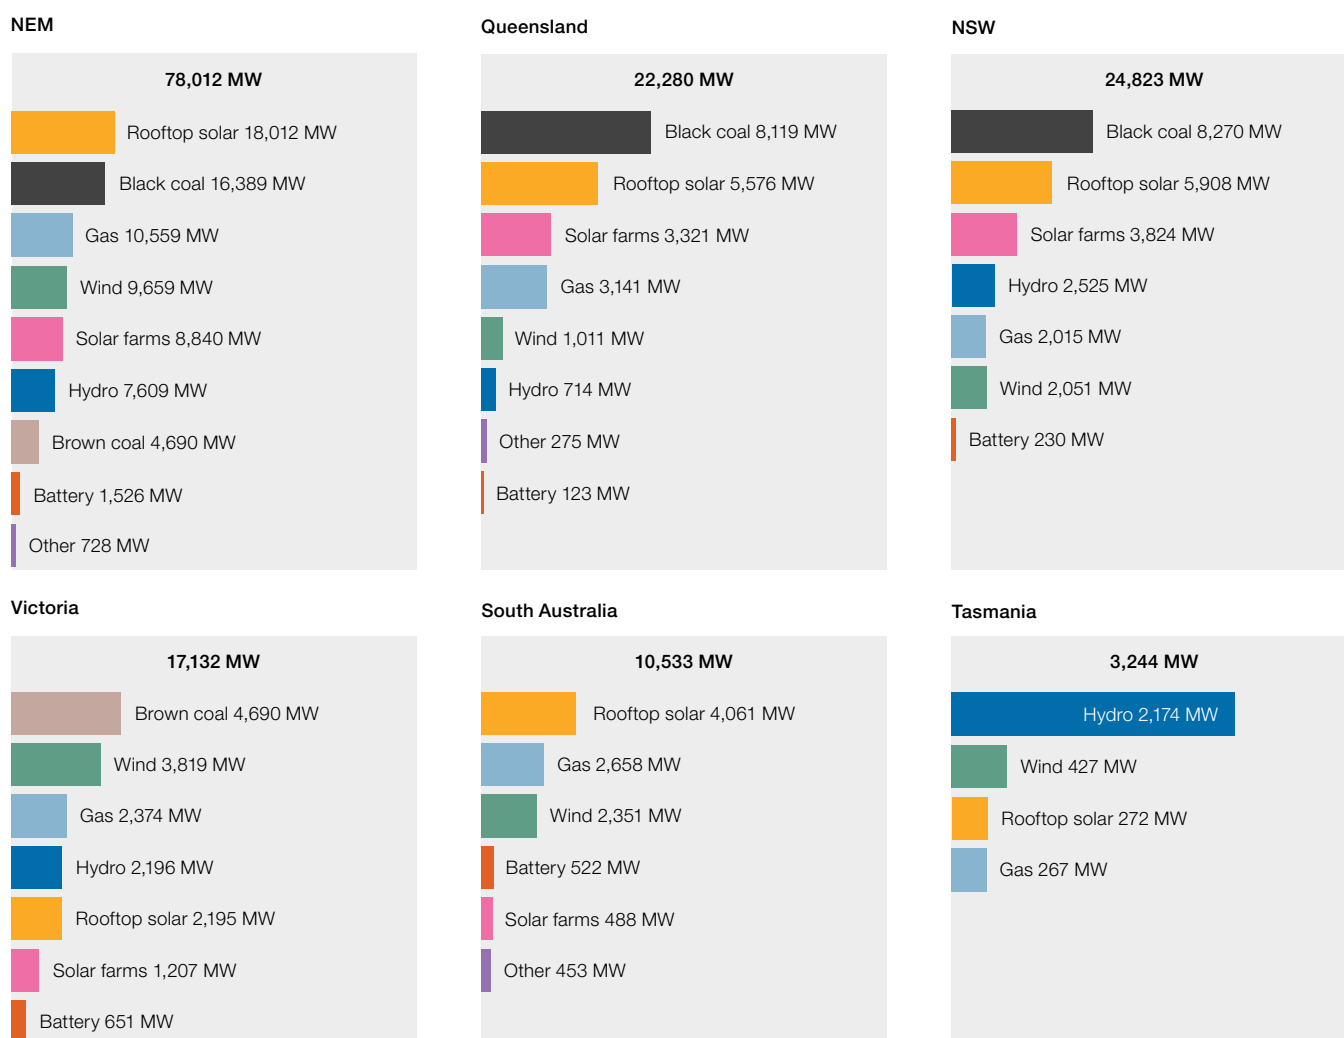 NEM
78,012 MW
Rooftop solar 18,012 MW
Black coal 16,389 MW
Gas 10,559 MW
Wind 9,659 MW
Solar farms 8,840 MW
Hydro 7,609 MW
Brown coal 4,690 MW
Battery 1,526 MW
Other 728 MW
Queensland
22,280 MW
Black coal 8,119 MW
Rooftop solar 5,576 MW
Solar farms 3,321 MW
Gas 3,141 MW
Wind 1,011 MW
Hydro 714 MW
Other 275 MW
Battery 123 MW
NSW
24,823 MW
Black coal 8,270 MW
Rooftop solar 5,908 MW
Solar farms 3,824 MW
Hydro 2,525 MW
Gas 2,015 MW
Wind 2,051 MW
Battery 230 MW
Victoria
17,132 MW
Brown coal 4,690 MW
Wind 3,819 MW
Gas 2,374 MW
Hydro 2,196 MW
Rooftop solar 2,195 MW
Solar farms 1,207 MW
Battery 651 MW
South Australia
10,533 MW
Rooftop solar 4,061 MW
Gas 2,658 MW
Wind 2,351 MW
Battery 522 MW
Solar farms 488 MW
Other 453 MW
Tasmania
3,244 MW
Hydro 2,174 MW
Wind 427 MW
Rooftop solar 272 MW
Gas 267 MW